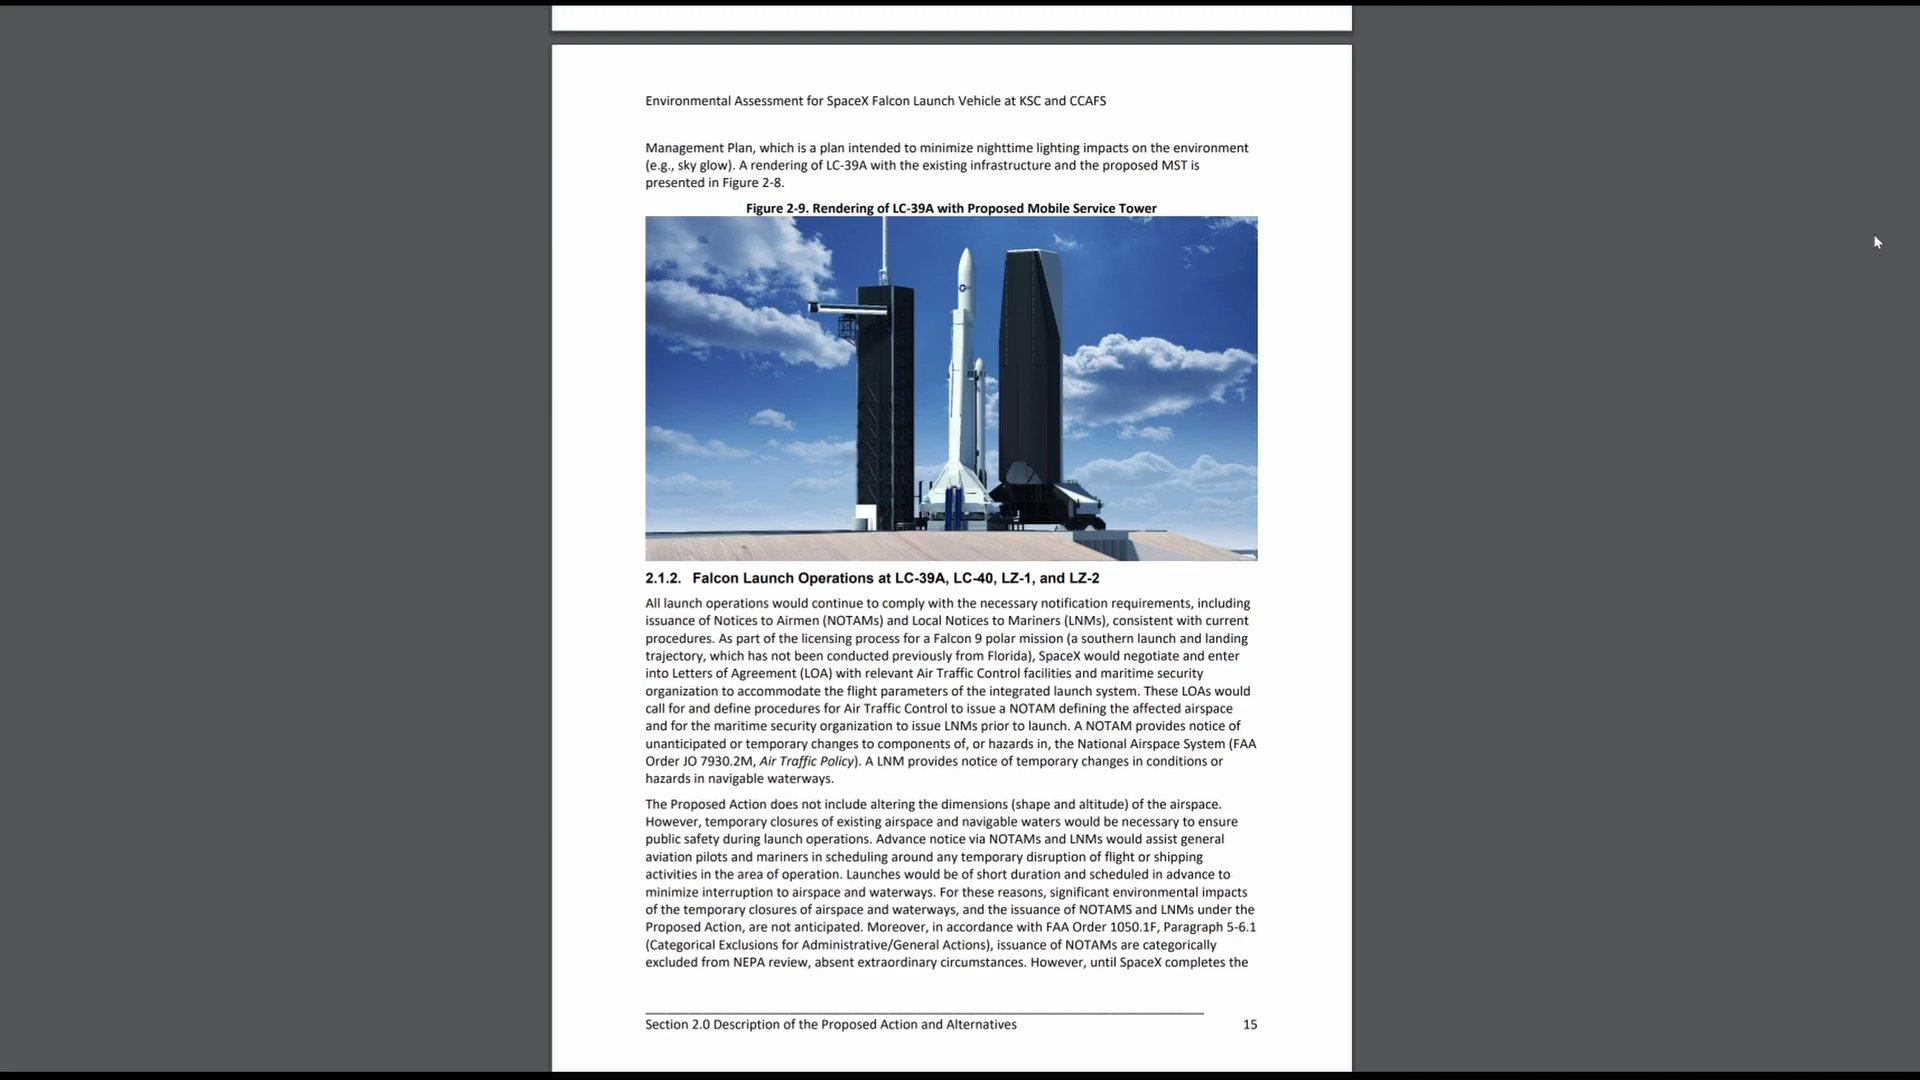 Environmental Assessment for SpaceX Falcon Launch Vehicle at KSC and CCAFS
Management Plan, which is a plan intended to minimize nighttime lighting impacts on the environment
(e.g., sky glow). A rendering of LC-39A with the existing infrastructure and the proposed MST is
presented in Figure 2-8.
Figure 2-9. Rendering of LC-39A with Proposed Mobile Service Tower
2.1.2. Falcon Launch Operations at LC-39A, LC-40, LZ-1, and LZ-2
All launch operations would continue to comply with the necessary notification requirements, including
issuance of Notices to Airmen (NOTAMs) and Local Notices to Mariners (LNMs), consistent with current
procedures. As part of the licensing process for a Falcon 9 polar mission (a southern launch and landing
trajectory, which has not been conducted previously from Florida), SpaceX would negotiate and enter
into Letters of Agreement (LOA) with relevant Air Traffic Control facilities and maritime security
organization to accommodate the flight parameters of the integrated launch system. These LOAs would
call for and define procedures for Air Traffic Control to issue a NOTAM defining the affected airspace
and for the maritime security organization to issue LNMs prior to launch. A NOTAM provides notice of
unanticipated or temporary changes to components of, or hazards in, the National Airspace System (FAA
Order JO 7930.2M, Air Traffic Policy). A LNM provides notice of temporary changes in conditions or
hazards in navigable waterways.
The Proposed Action does not include altering the dimensions (shape and altitude) of the airspace.
However, temporary closures of existing airspace and navigable waters would be necessary to ensure
public safety during launch operations. Advance notice via NOTAMs and LNMs would assist general
aviation pilots and mariners in scheduling around any temporary disruption of flight or shipping
activities in the area of operation. Launches would be of short duration and scheduled in advance to
minimize interruption to airspace and waterways. For these reasons, significant environmental impacts
of the temporary closures of airspace and waterways, and the issuance of NOTAMS and LNMs under the
Proposed Action, are not anticipated. Moreover, in accordance with FAA Order 1050.1F, Paragraph 5-6.1
(Categorical Exclusions for Administrative/General Actions), issuance of NOTAMs are categorically
excluded from NEPA review, absent extraordinary circumstances. However, until SpaceX completes the
Section 2.0 Description of the Proposed Action and Alternatives 15